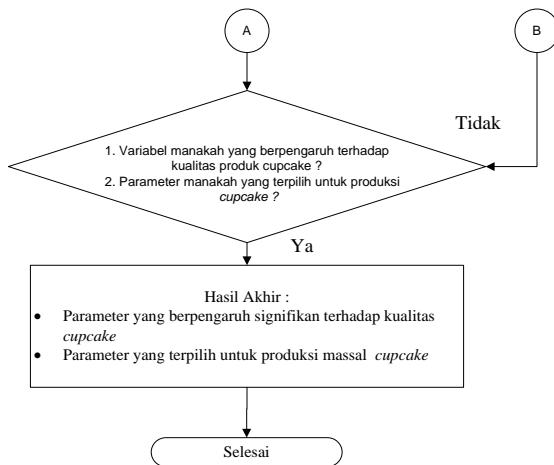 A
B
Tidak
1. Variabel manakah yang berpengaruh terhadap
kualitas produk cupcake ?
2. Parameter manakah yang terpilih untuk produksi
cupcake ?
Ya
Hasil Akhir :
• Parameter yang berpengaruh signifikan terhadap kualitas
cupcake
• Parameter yang terpilih untuk produksi massal cupcake
Selesai